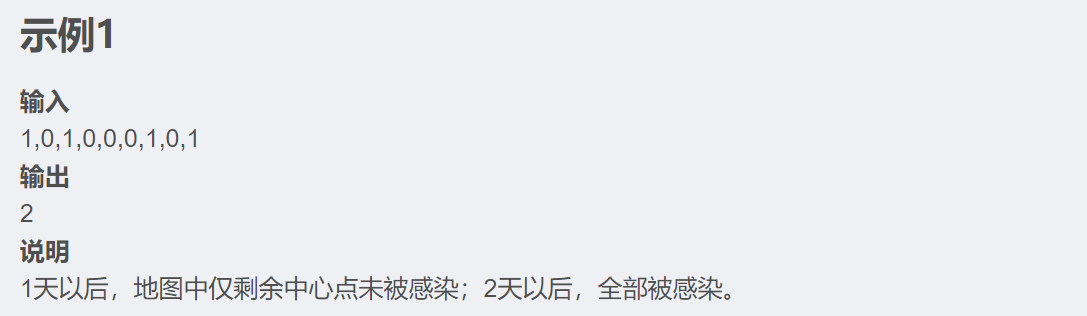 示例1
输入
1,0,1,0,0,0,1,0,1
输出
2
说明
1天以后，地图中仅剩余中心点未被感染；2天以后，全部被感染。